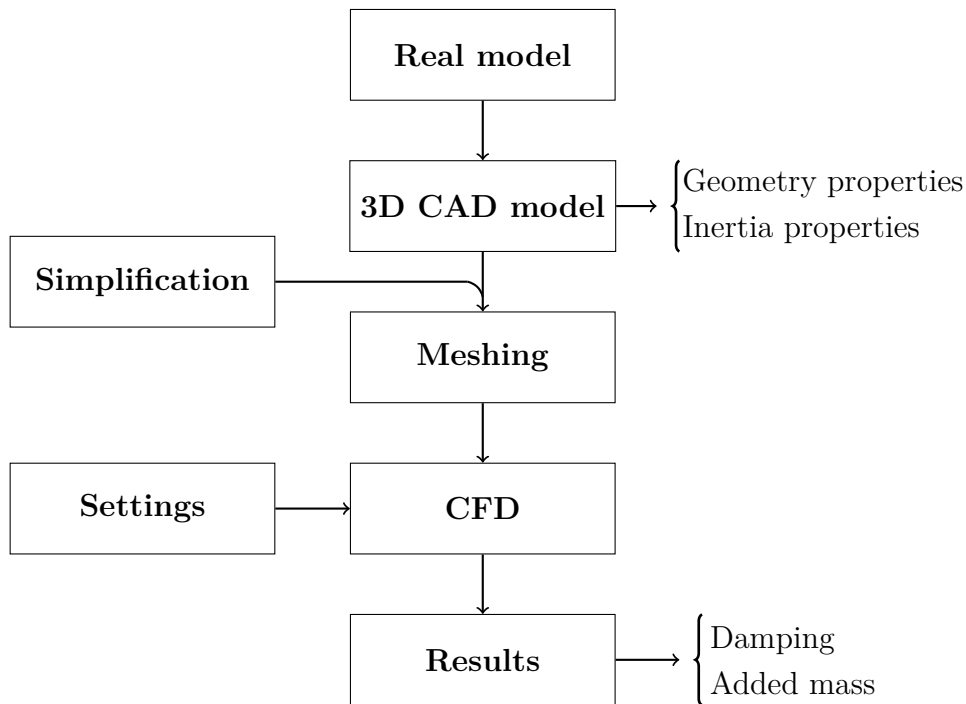 Real model
3D CAD model
Geometry properties
Inertia properties
Simplification
Meshing
Settings
CFD
Results
Damping
Added mass